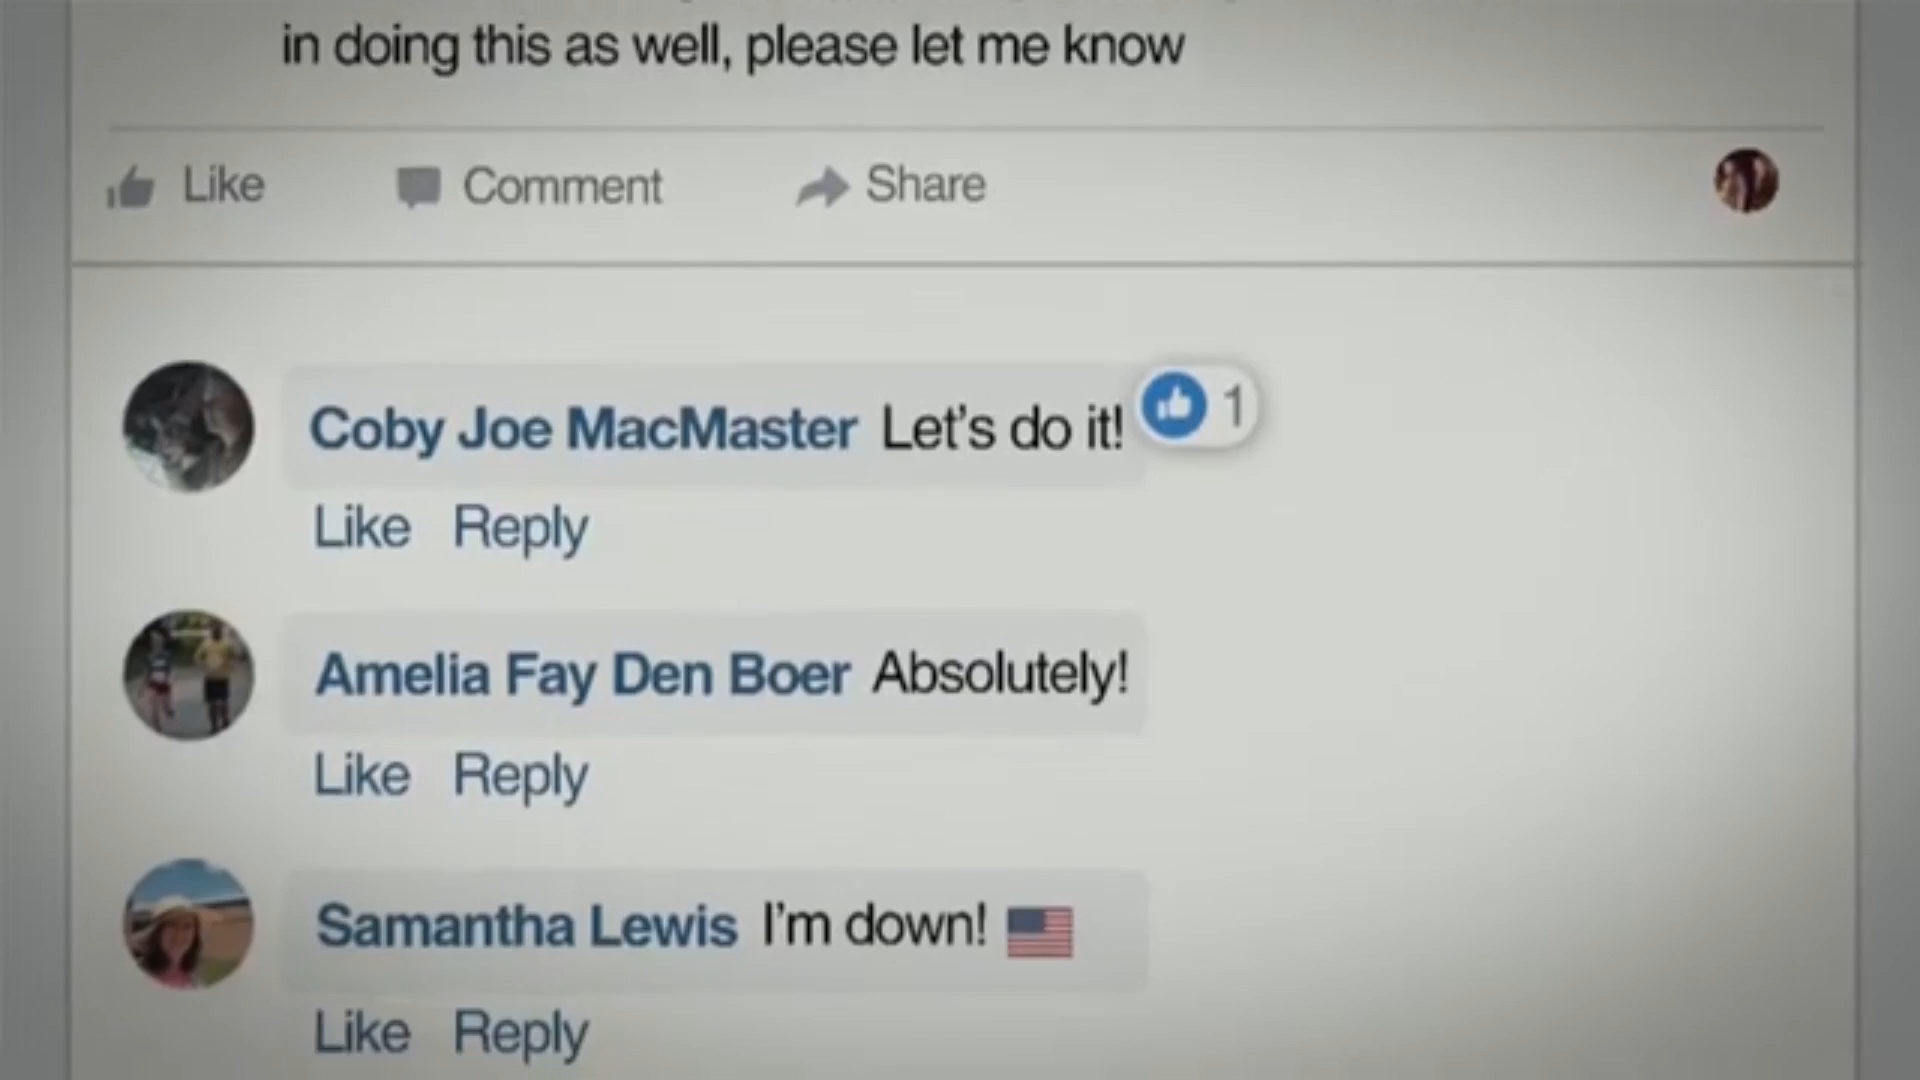 in doing this as well, please let me know
Like Comment Share
Coby Joe MacMaster Let's do it! 1
Like Reply
Amelia Fay Den Boer Absolutely!
Like Reply
Samantha Lewis I'm down! 🇺🇸
Like Reply